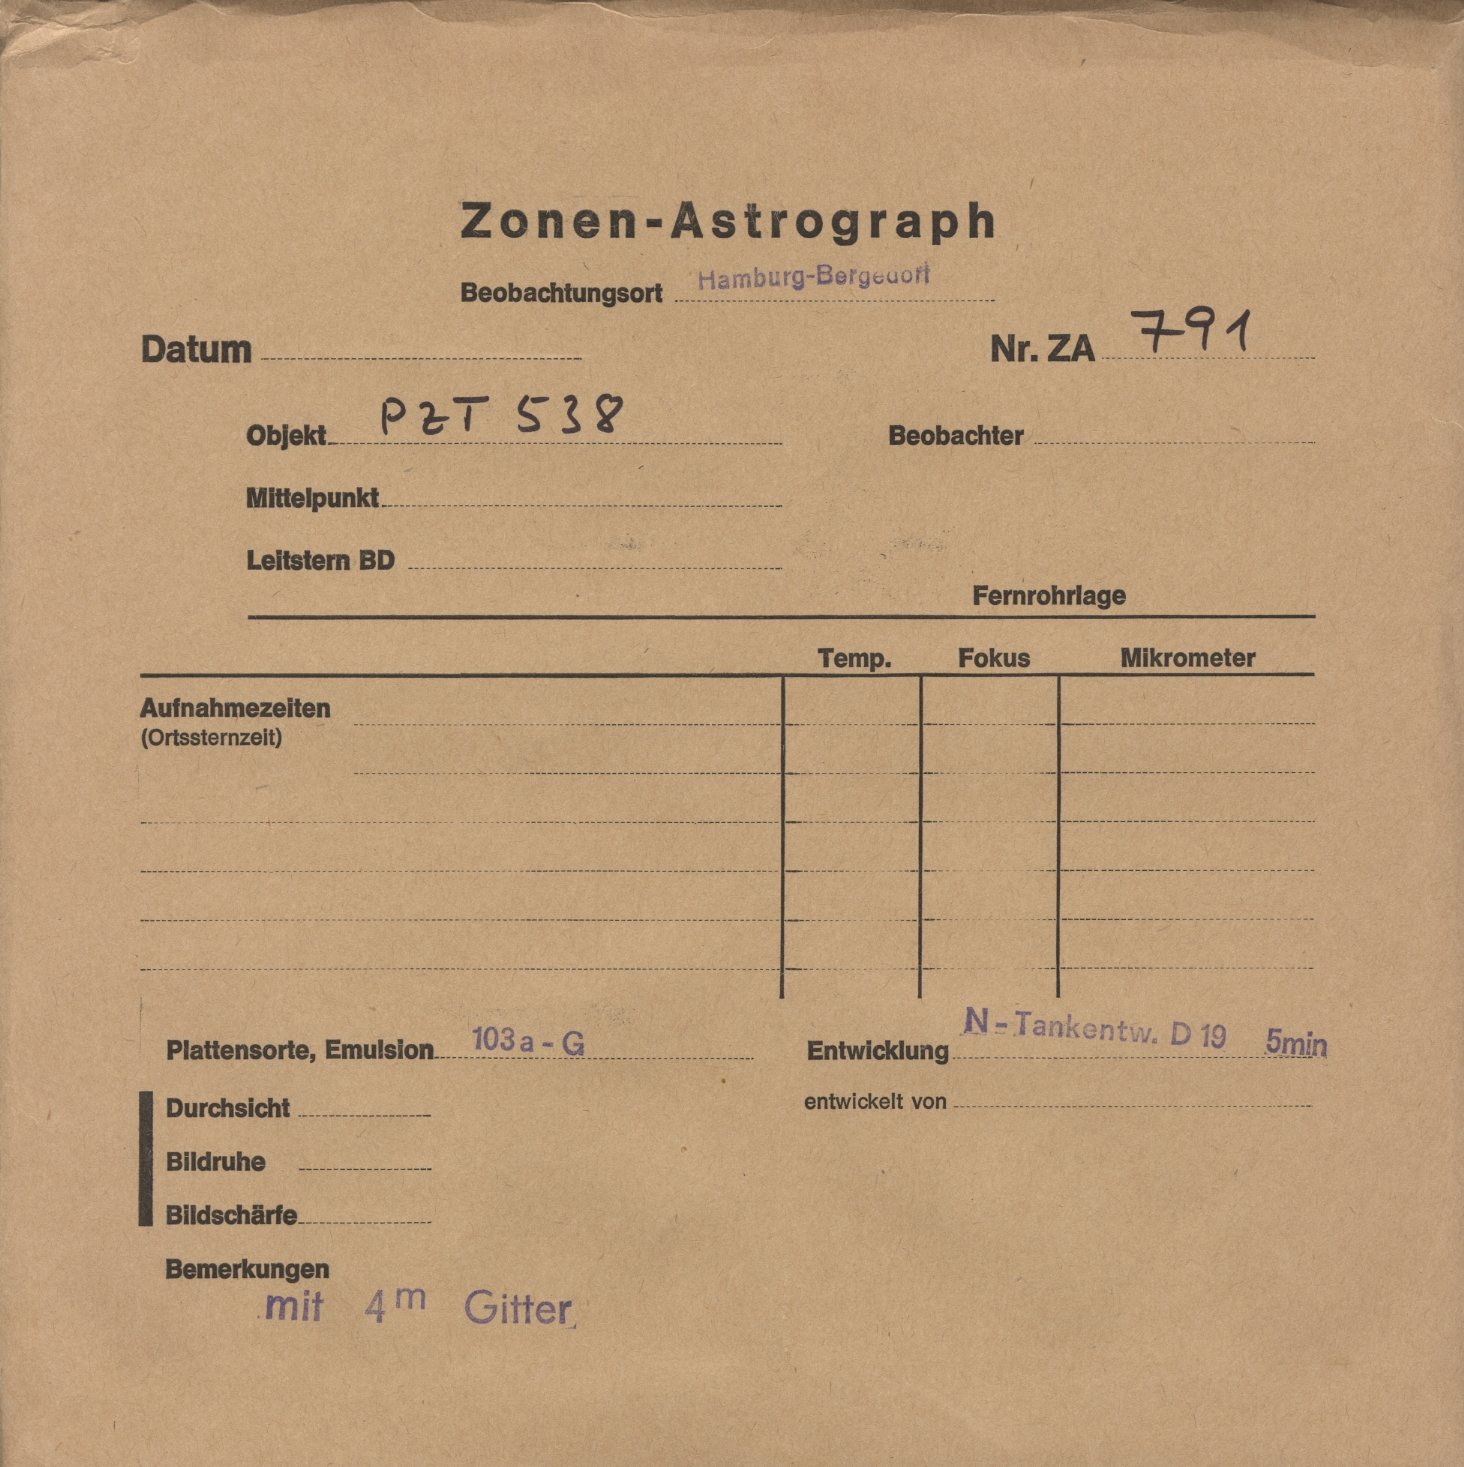 Zonen-Astrograph
Beobachtungsort Hamburg-Bergedorf
Datum Nr. ZA 791
Objekt PZT 538 Beobachter
Mittelpunkt
Leitstern BD
Fernrohrlage
Temp. Fokus Mikrometer
Aufnahmezeiten
(Ortssternzeit)
Plattensorte, Emulsion 103a-G Entwicklung N-Tankentw. D 19 5min
Durchsicht entwickelt von
Bildruhe
Bildschärfe
Bemerkungen
mit 4m Gitter